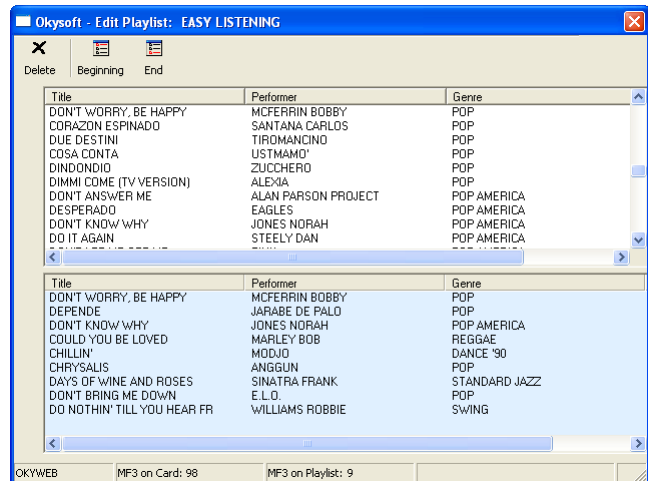 Okysoft - Edit Playlist: EASY LISTENING
Delete Beginning End
Title Performer Genre
DON'T WORRY, BE HAPPY MCFERRIN BOBBY POP
CORAZON ESPINADO SANTANA CARLOS POP
DUE DESTINI TIROMANCINO POP
COSA CONTA USTMAMO' POP
DINDONDIO ZUCCHERO POP
DIMMI COME (TV VERSION) ALEXIA POP
DON'T ANSWER ME ALAN PARSON PROJECT POP AMERICA
DESPERADO EAGLES POP AMERICA
DON'T KNOW WHY JONES NORAH POP AMERICA
DO IT AGAIN STEELY DAN POP AMERICA
Title Performer Genre
DON'T WORRY, BE HAPPY MCFERRIN BOBBY POP
DEPENDE JARABE DE PALO POP
DON'T KNOW WHY JONES NORAH POP AMERICA
COULD YOU BE LOVED MARLEY BOB REGGAE
CHILLIN' MODJO DANCE '90
CHRYSALIS ANGGUN POP
DAYS OF WINE AND ROSES SINATRA FRANK STANDARD JAZZ
DON'T BRING ME DOWN E.L.O. POP
DO NOTHIN' TILL YOU HEAR FR WILLIAMS ROBBIE SWING
OKYWEB MF3 on Card: 98 MF3 on Playlist: 9